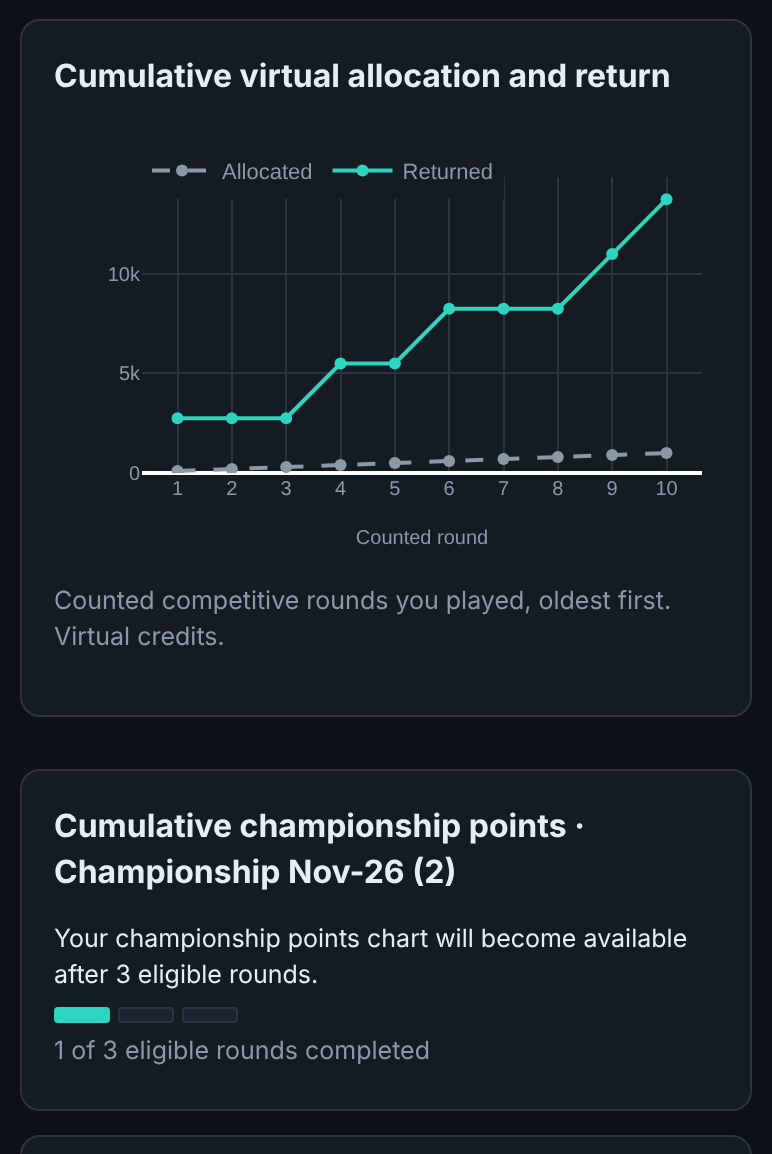 Cumulative virtual allocation and return
Allocated Returned
10k
5k
0
1 2 3 4 5 6 7 8 9 10
Counted round
Counted competitive rounds you played, oldest first.
Virtual credits.
Cumulative championship points ·
Championship Nov-26 (2)
Your championship points chart will become available
after 3 eligible rounds.
1 of 3 eligible rounds completed